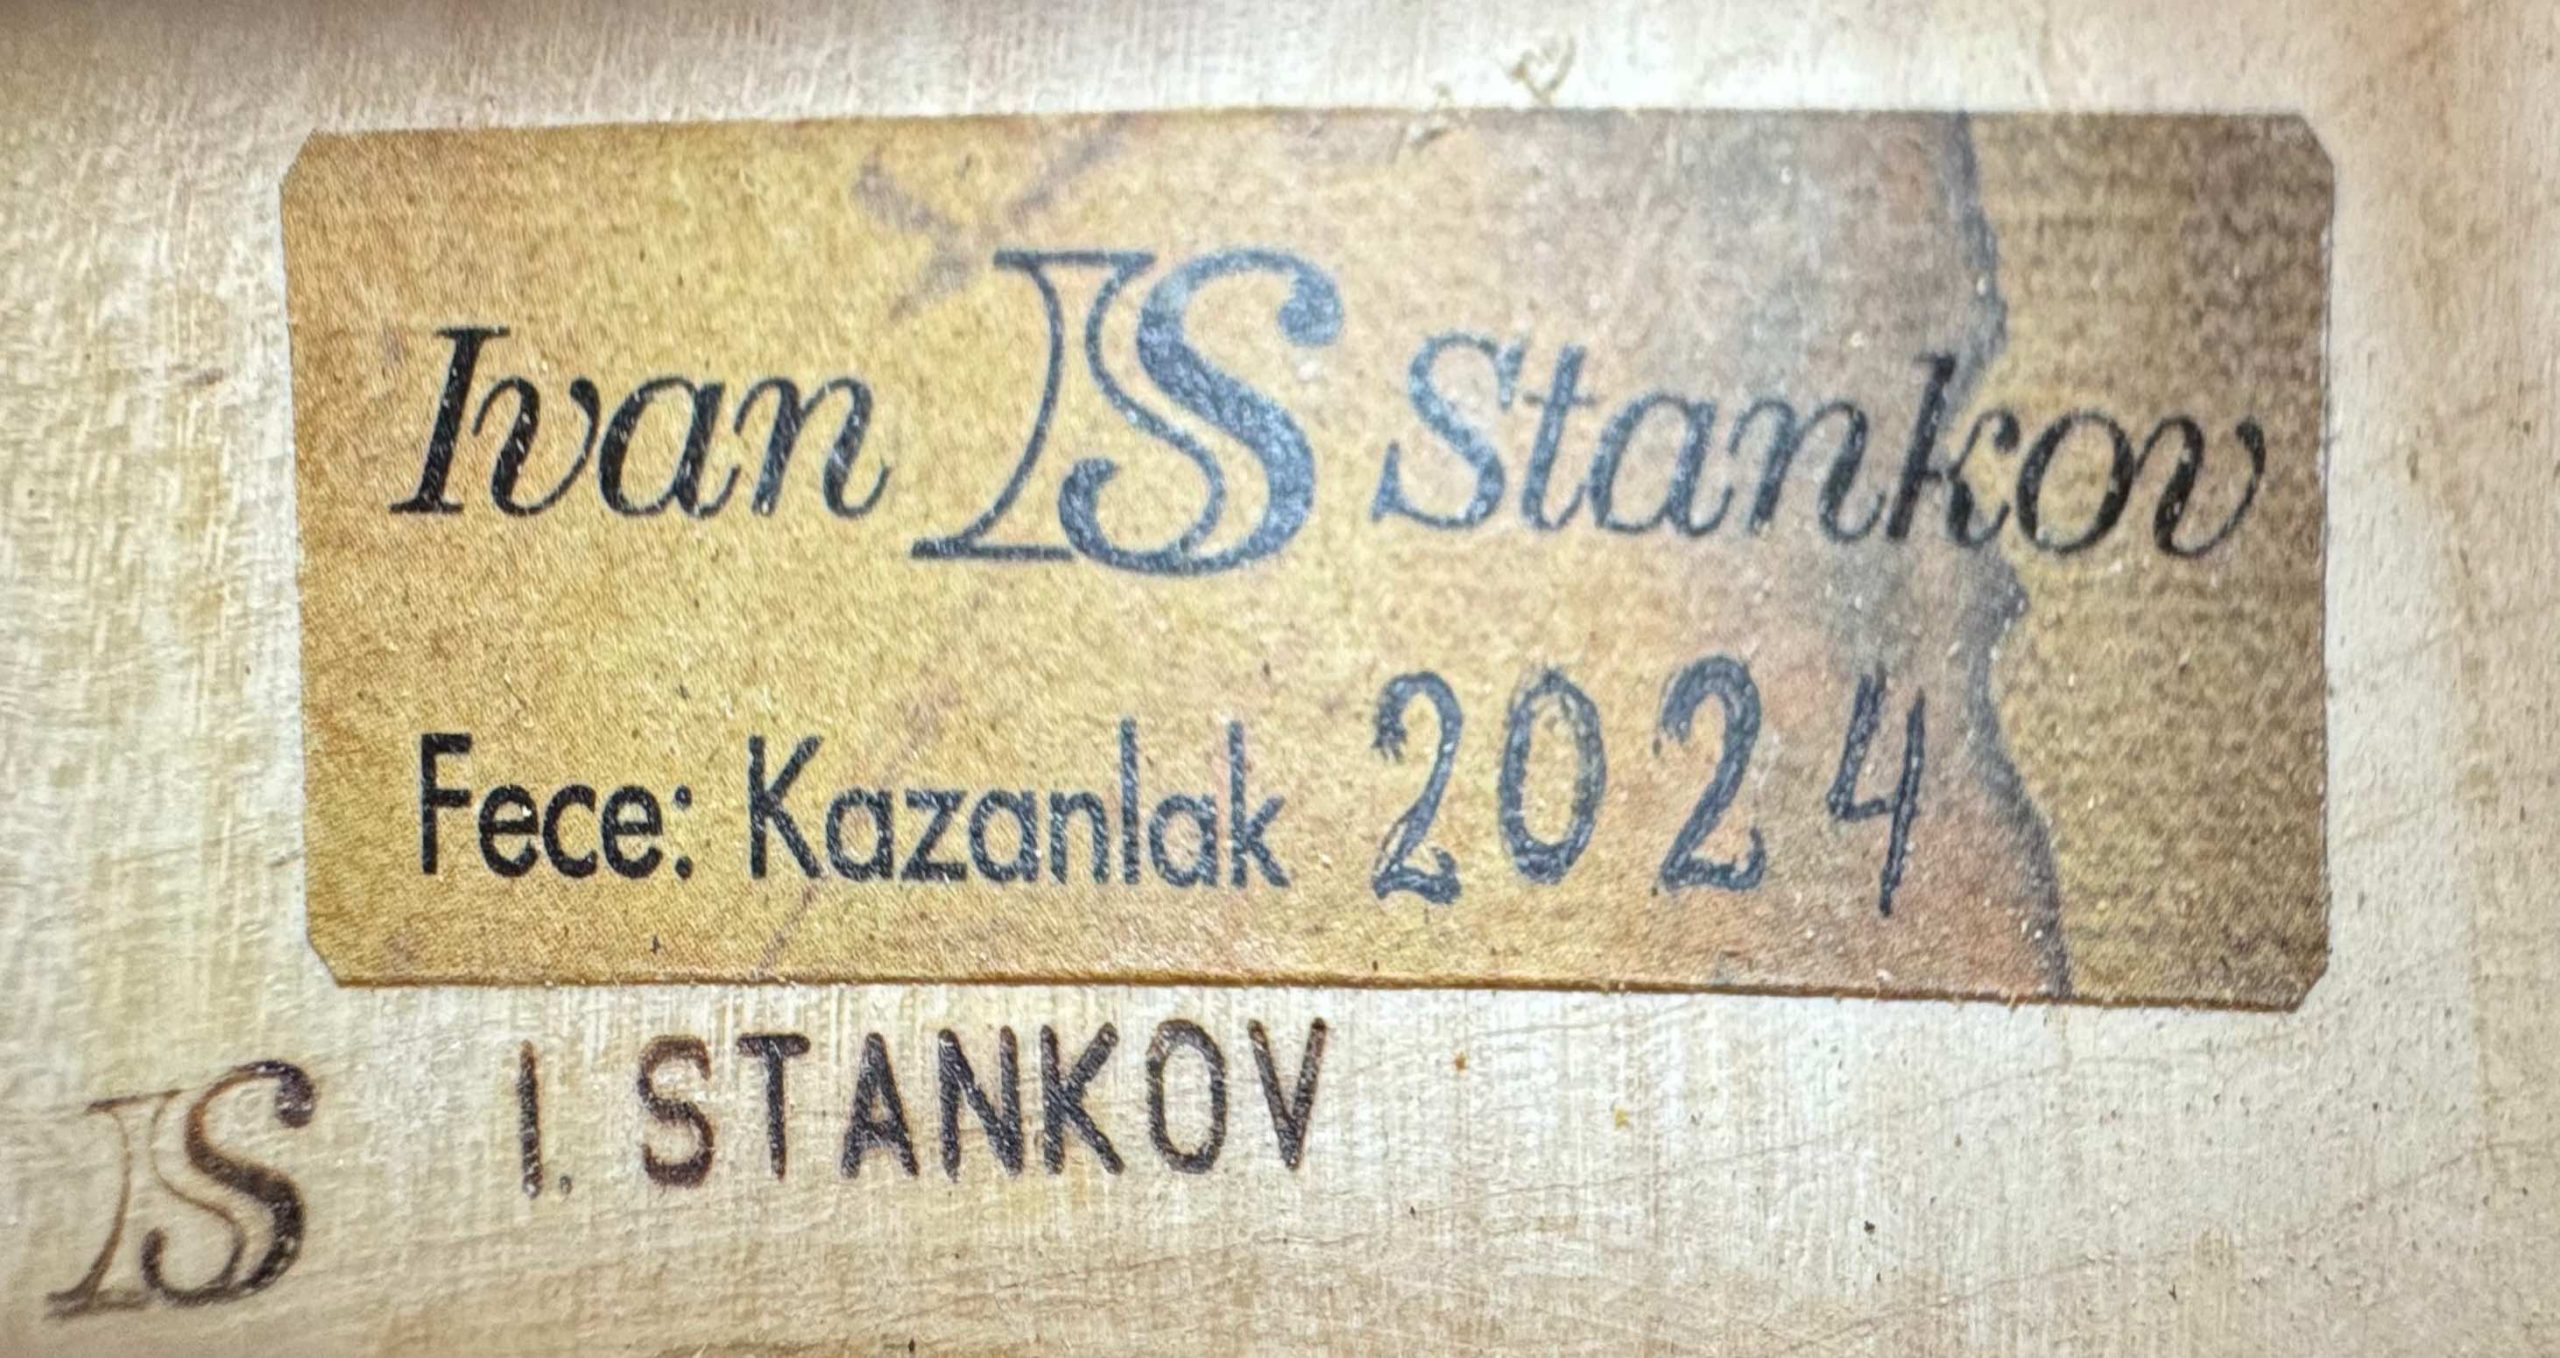 Ivan IS Stankov
Fece: Kazanlak 2024
IS I. STANKOV